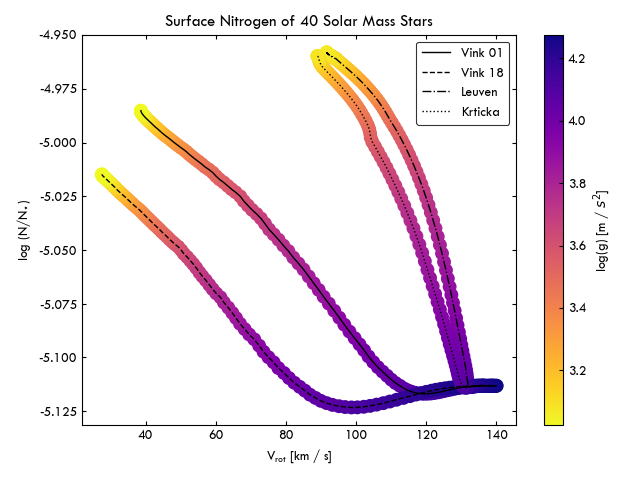 Surface Nitrogen of 40 Solar Mass Stars
-4.950
-4.975
-5.000
-5.025
-5.050
-5.075
-5.100
-5.125
log (N/N*)
40 60 80 100 120 140
V_rot [km / s]
Vink 01
Vink 18
Leuven
Krticka
4.2
4.0
3.8
3.6
3.4
3.2
log(g) [m / s²]